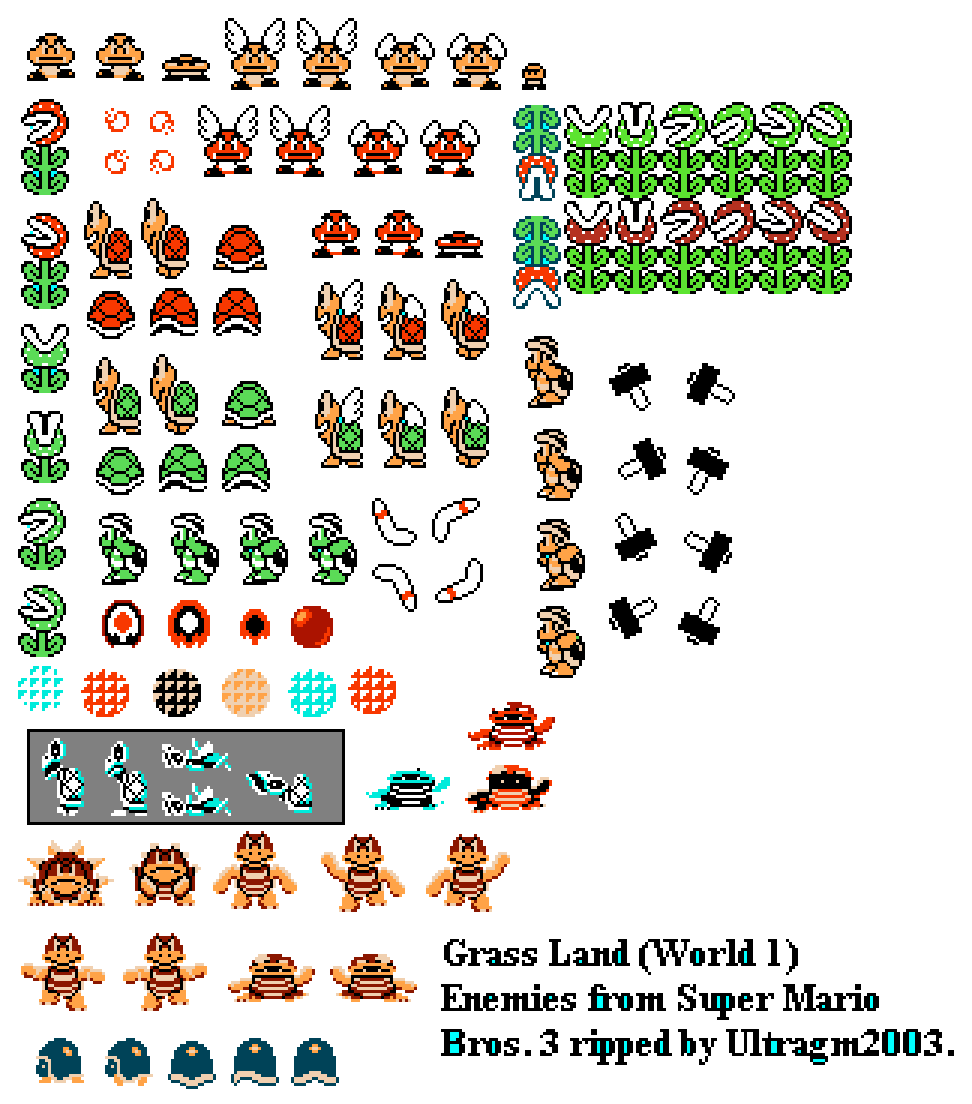 Grass Land (World 1)
Enemies from Super Mario
Bros. 3 ripped by Ultragm2003.